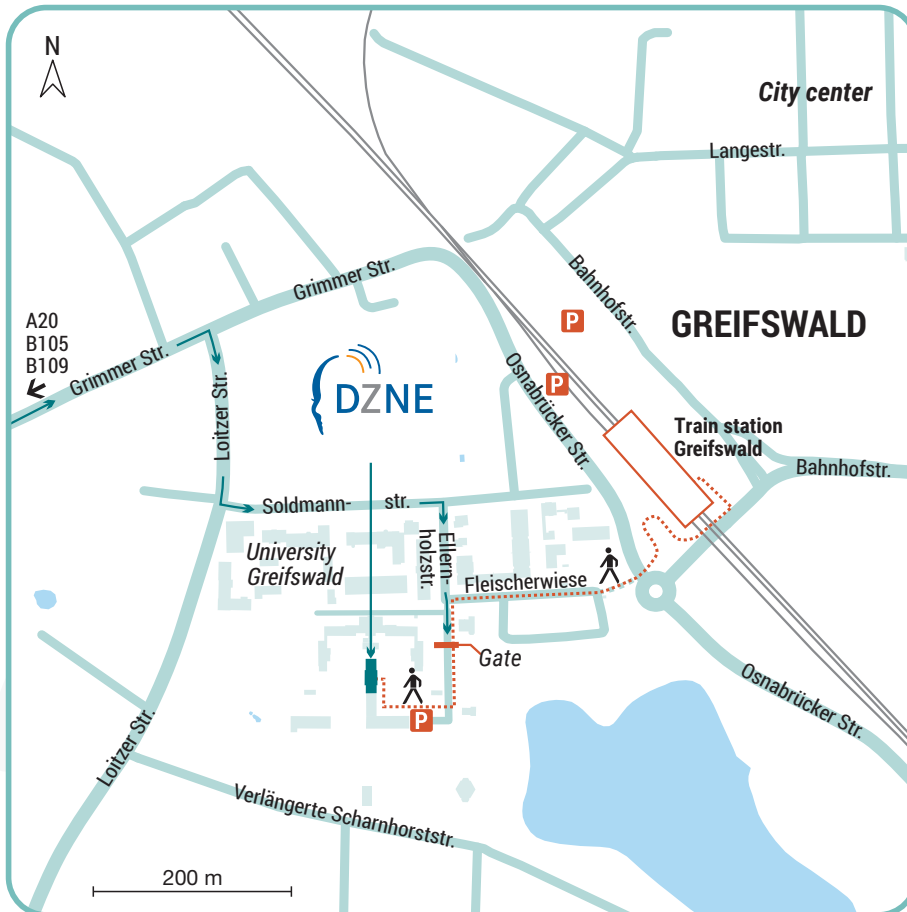 N
City center
Langestr.
Grimmer Str.
Bahnhofstr.
A20
B105
B109
P
GREIFSWALD
Grimmer Str.
DZNE
P
Osnabrücker Str.
Loitzer Str.
Train station
Greifswald
Bahnhofstr.
Soldmann- str.
University
Greifswald
Ellern-
holzstr.
Fleischerwiese
Gate
P
Osnabrücker Str.
Loitzer Str.
Verlängerte Scharnhorststr.
200 m